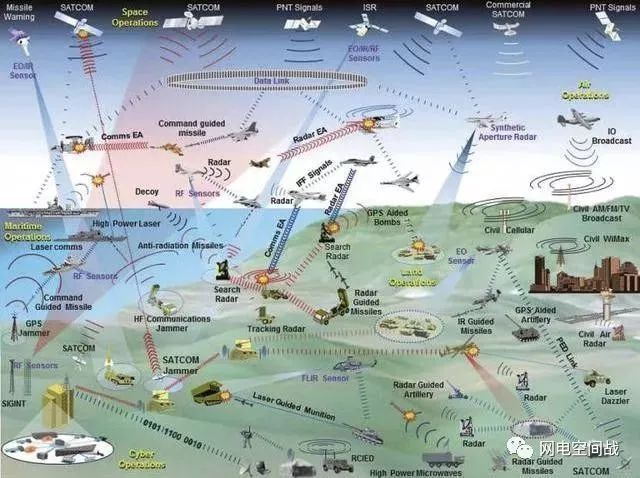 Missile
Warning
SATCOM
Space
Operations
SATCOM
PNT Signals
ISR
SATCOM
Commercial
SATCOM
PNT Signals
EO/IR
Sensor
EO/IR/RF
Sensors
Data Link
Air
Operations
Comms EA
Command guided
missile
Radar EA
Synthetic
Aperture Radar
IO
Broadcast
Radar
RF Sensors
IFF Signals
Decoy
Radar
Radar EA
Civil AM/FM/TV
Broadcast
Maritime
Operations
High Power Laser
Laser comms
Anti-radiation Missiles
Comms EA
GPS Aided
Bombs
Search
Radar
Civil Cellular
Civil WiMax
EO
Sensor
Land
Operations
RF Sensors
Command
Guided Missile
Search
Radar
Radar
Guided
Missiles
GPS
Jammer
HF Communications
Jammer
Tracking Radar
IR Guided
Missiles
GPS Aided
Artillery
Civil Air
Radar
PED Link
SATCOM
SATCOM
Jammer
RF Sensors
FLIR Sensor
Radar Guided
Artillery
Radar
Laser
Dazzler
SIGINT
Laser Guided Munition
0101 1100 0010
Cyber
Operations
RCIED
High Power Microwaves
Radar
Radar Guided
Missiles
SATCOM
网电空间战